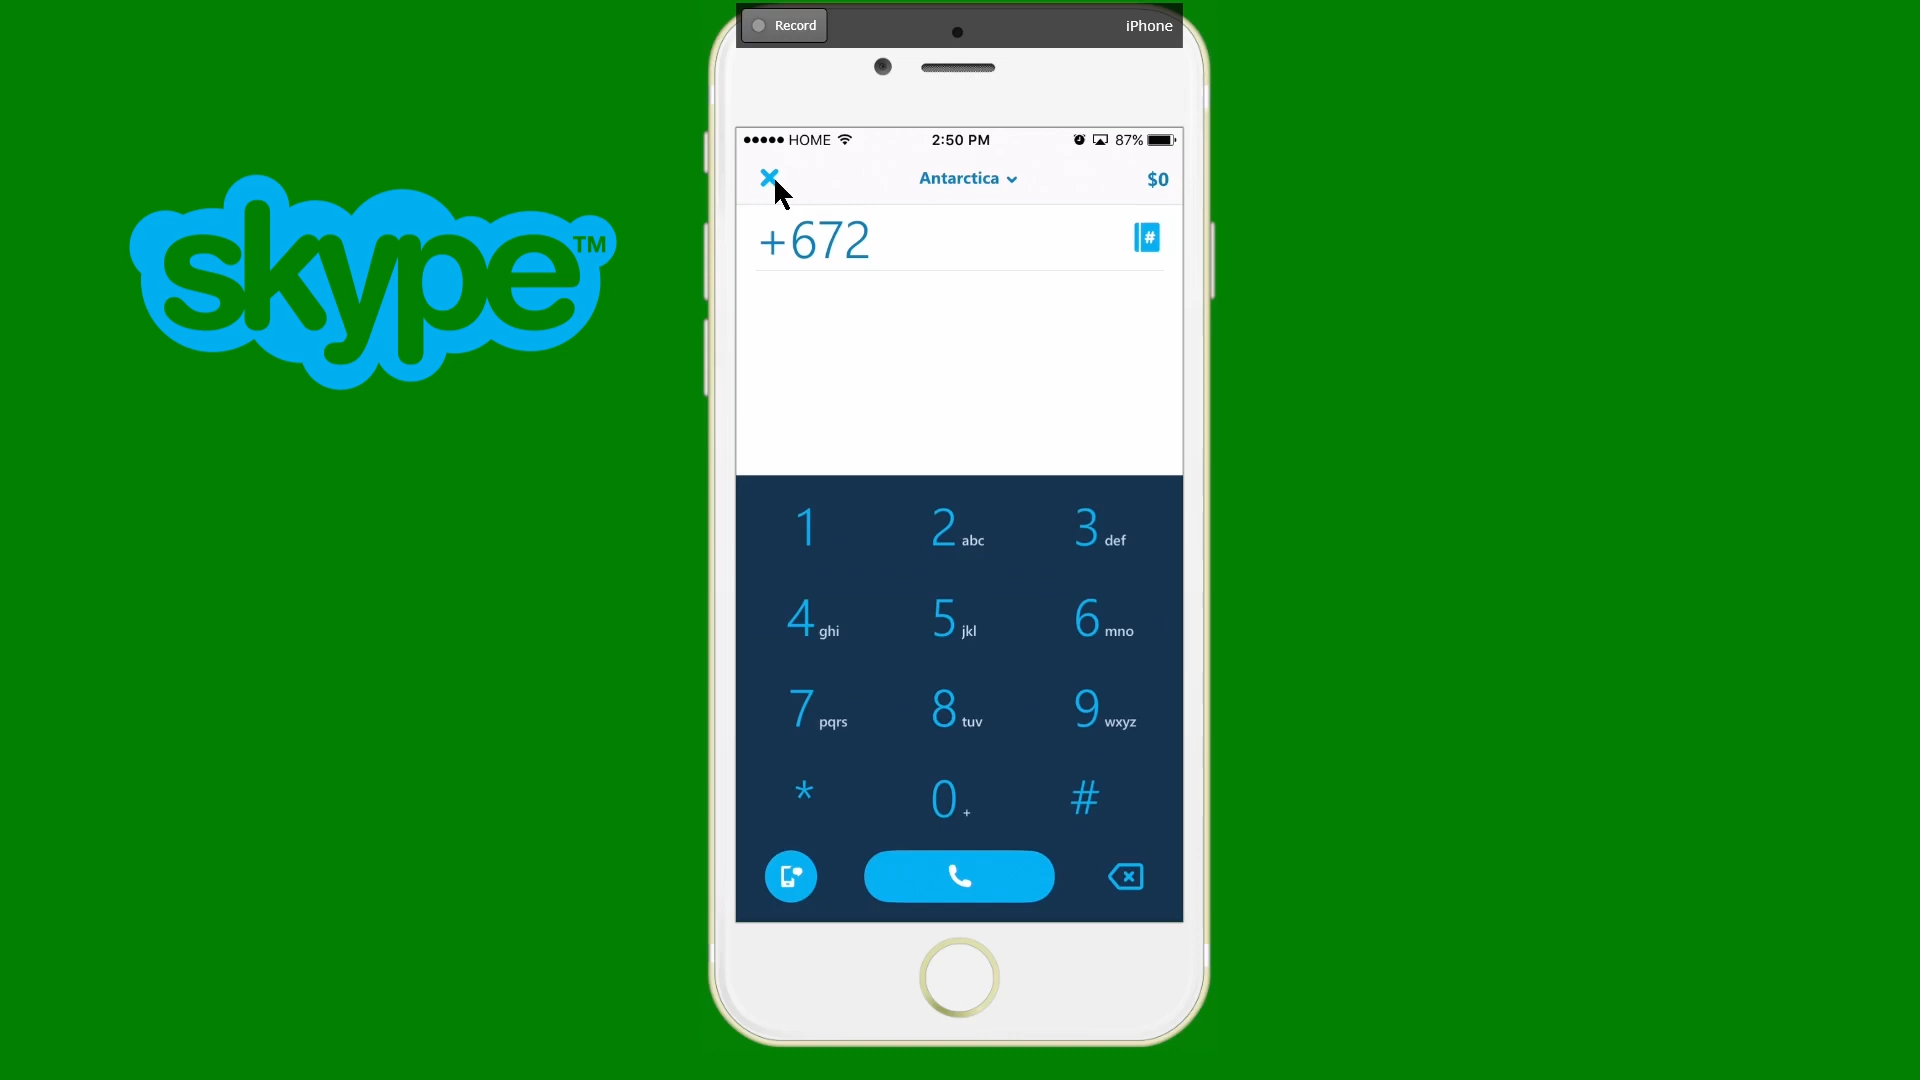 Record
iPhone
HOME 2:50 PM 87%
Antarctica $0
+672
#
skype™
1 2 abc 3 def
4 ghi 5 jkl 6 mno
7 pqrs 8 tuv 9 wxyz
* 0 + #